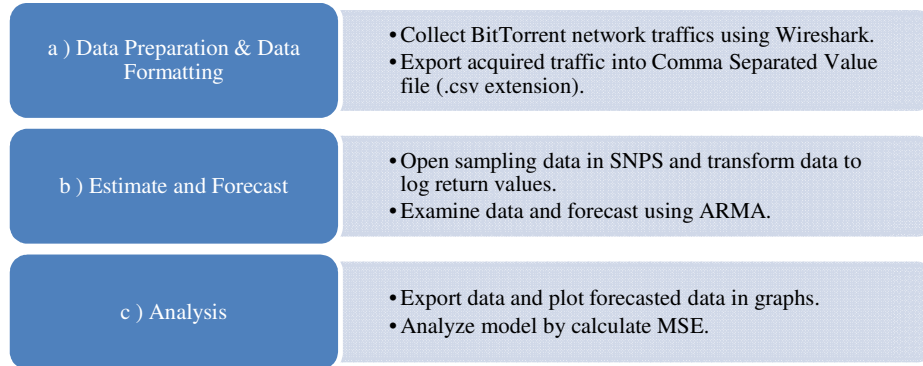 a ) Data Preparation & Data
Formatting
• Collect BitTorrent network traffics using Wireshark.
• Export acquired traffic into Comma Separated Value
file (.csv extension).
b ) Estimate and Forecast
• Open sampling data in SNPS and transform data to
log return values.
• Examine data and forecast using ARMA.
c ) Analysis
• Export data and plot forecasted data in graphs.
• Analyze model by calculate MSE.